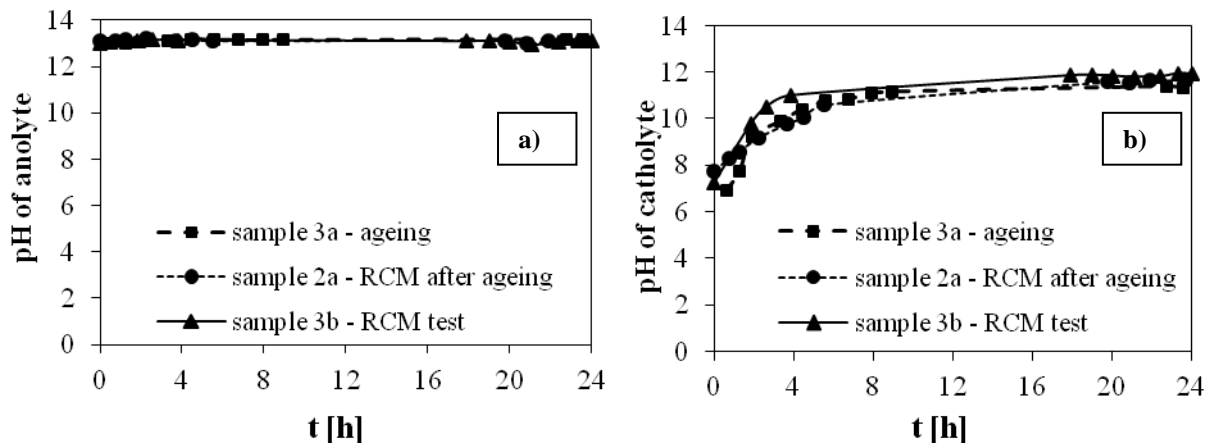 14
12
10
8
6
4
2
0
pH of anolyte
a)
sample 3a - ageing
sample 2a - RCM after ageing
sample 3b - RCM test
0 4 8 12 16 20 24
t [h]
14
12
10
8
6
4
2
0
pH of catholyte
b)
sample 3a - ageing
sample 2a - RCM after ageing
sample 3b - RCM test
0 4 8 12 16 20 24
t [h]